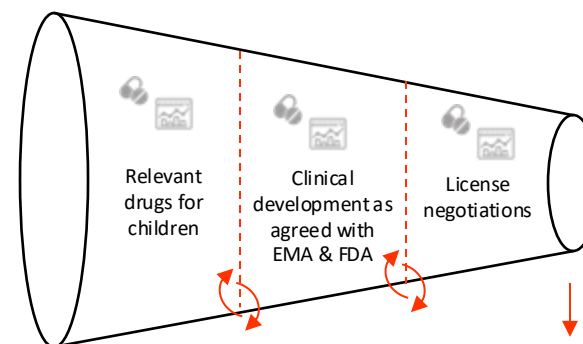 Relevant
drugs for
children
Clinical
development as
agreed with
EMA & FDA
License
negotiations